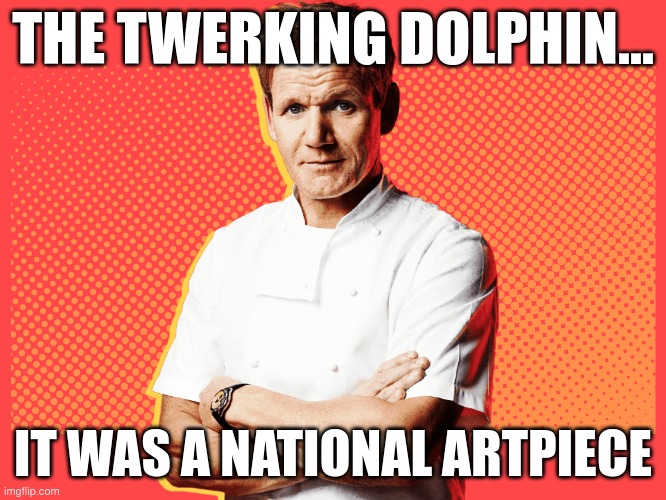 THE TWERKING DOLPHIN...
IT WAS A NATIONAL ARTPIECE
imgflip.com